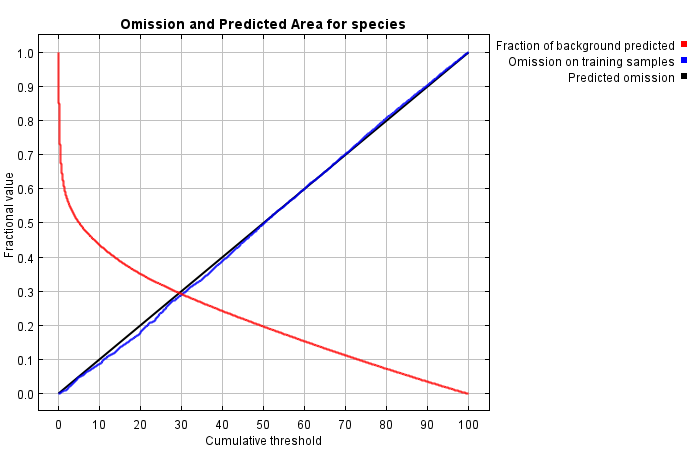 Omission and Predicted Area for species
Fraction of background predicted
Omission on training samples
Predicted omission
Fractional value
1.0
0.9
0.8
0.7
0.6
0.5
0.4
0.3
0.2
0.1
0.0
0 10 20 30 40 50 60 70 80 90 100
Cumulative threshold